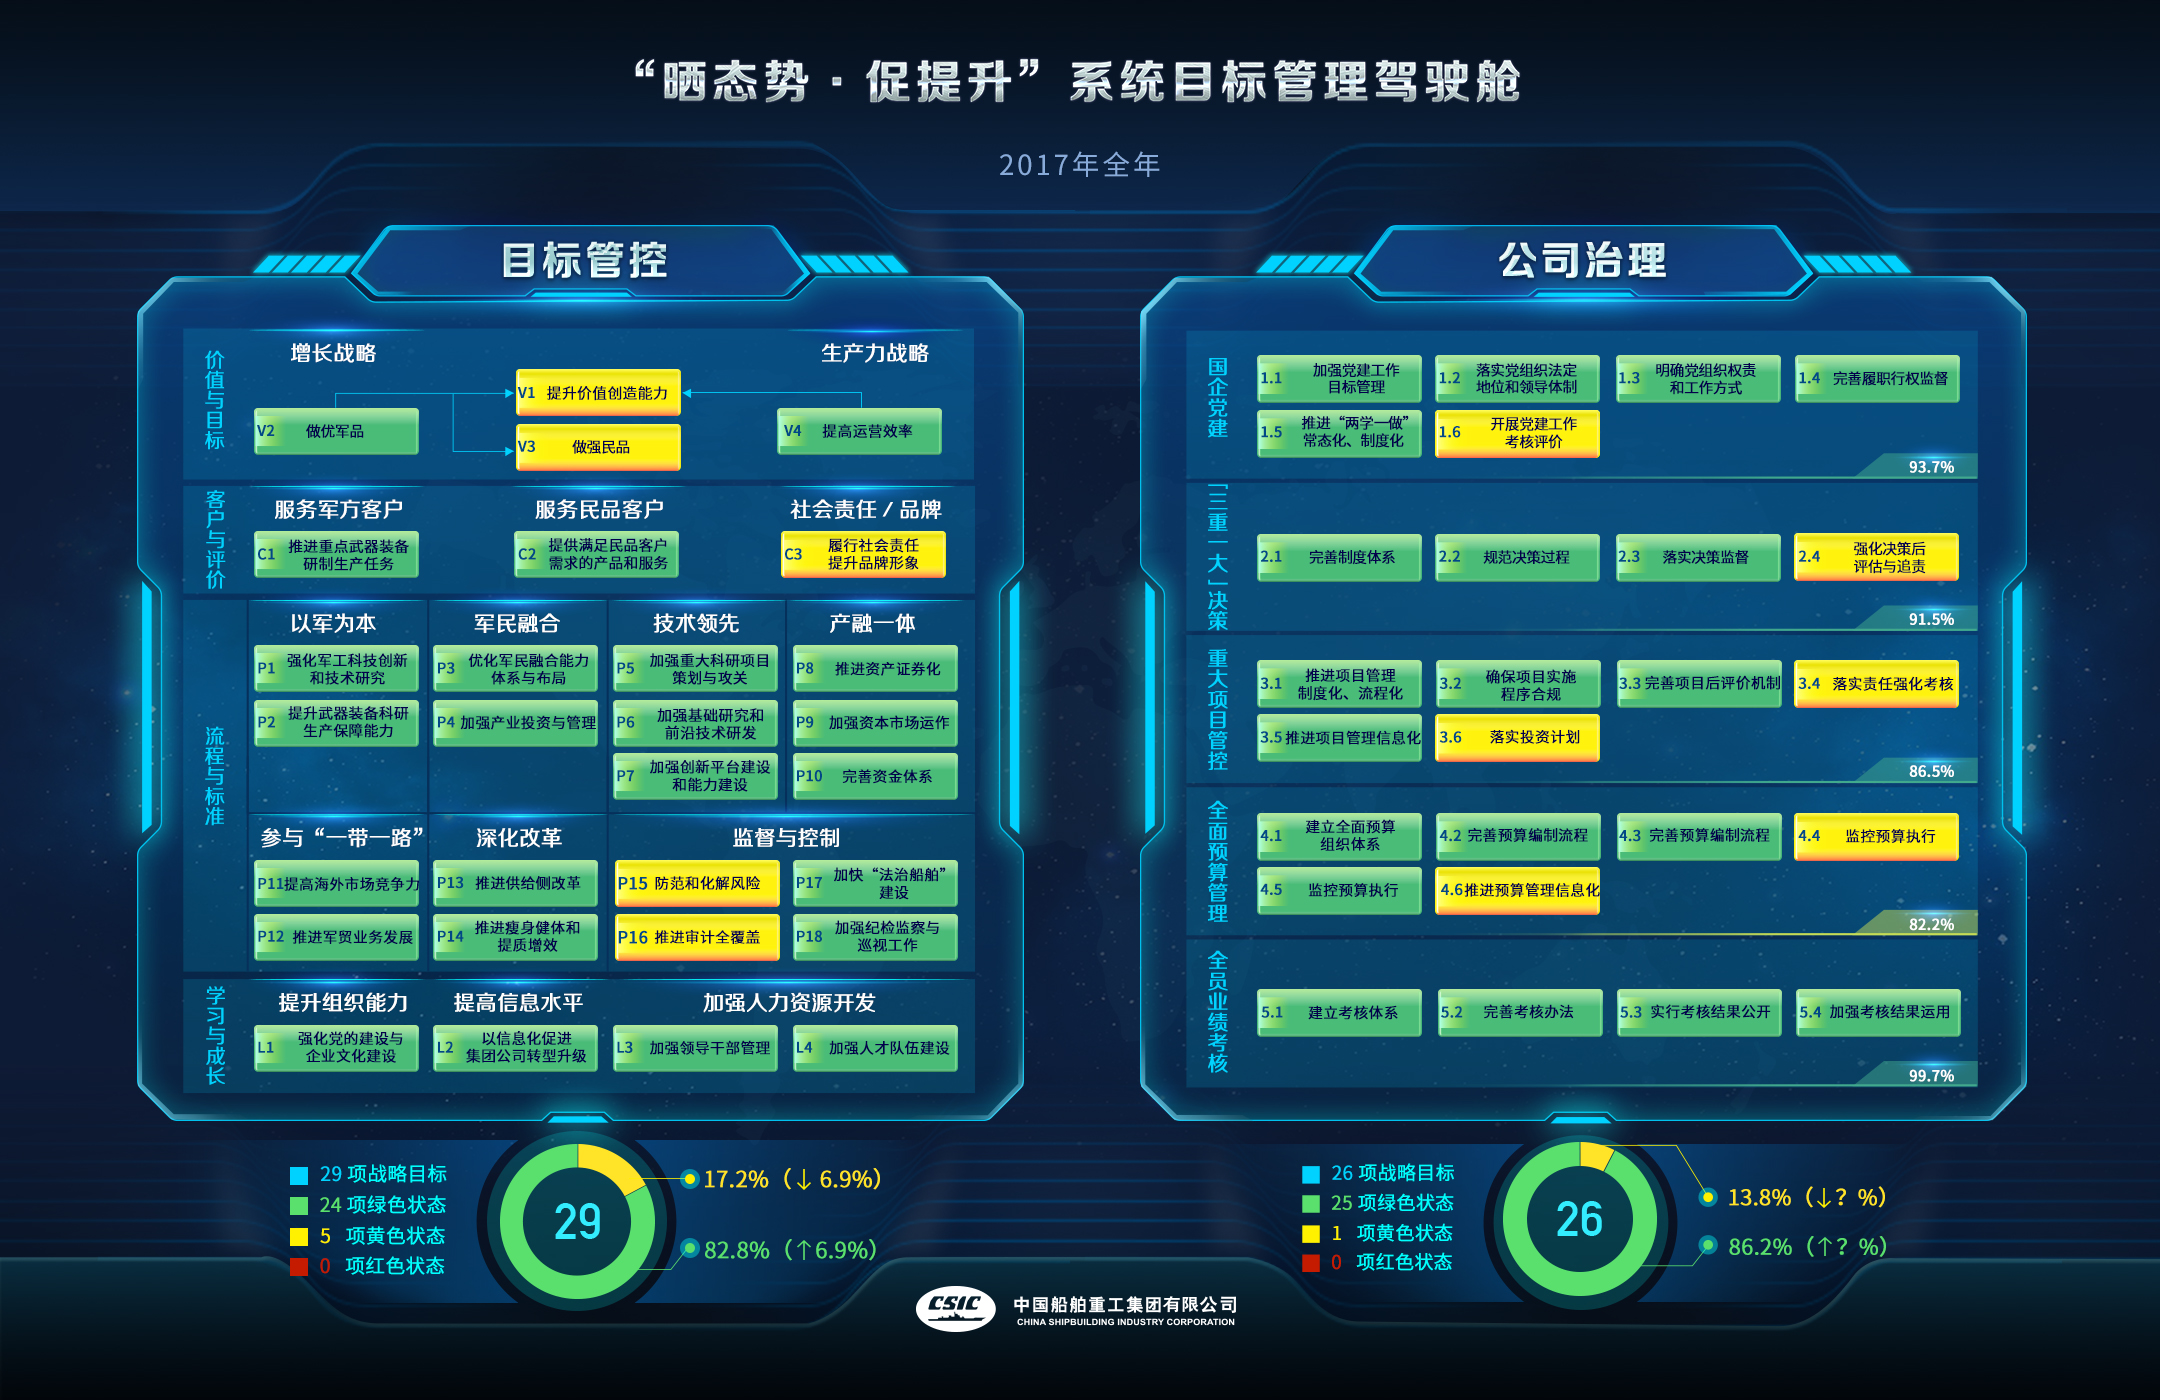 “晒态势·促提升”系统目标管理驾驶舱
2017年全年
目标管控
价值与目标
增长战略
生产力战略
V1 提升价值创造能力
V2 做优军品
V3 做强民品
V4 提高运营效率
客户与评价
服务军方客户
服务民品客户
社会责任 / 品牌
C1 推进重点武器装备
研制生产任务
C2 提供满足民品客户
需求的产品和服务
C3 履行社会责任
提升品牌形象
流程与标准
以军为本
军民融合
技术领先
产融一体
P1 强化军工科技创新
和技术研究
P3 优化军民融合能力
体系与布局
P5 加强重大科研项目
策划与攻关
P8 推进资产证券化
P2 提升武器装备科研
生产保障能力
P4 加强产业投资与管理
P6 加强基础研究和
前沿技术研发
P9 加强资本市场运作
P7 加强创新平台建设
和能力建设
P10 完善资金体系
参与“一带一路”
深化改革
监督与控制
P11 提高海外市场竞争力
P13 推进供给侧改革
P15 防范和化解风险
P17 加快“法治船舶”
建设
P12 推进军贸业务发展
P14 推进瘦身健体和
提质增效
P16 推进审计全覆盖
P18 加强纪检监察与
巡视工作
学习与成长
提升组织能力
提高信息水平
加强人力资源开发
L1 强化党的建设与
企业文化建设
L2 以信息化促进
集团公司转型升级
L3 加强领导干部管理
L4 加强人才队伍建设
29 项战略目标
24 项绿色状态
5 项黄色状态
0 项红色状态
29
17.2%（↓ 6.9%）
82.8%（↑6.9%）
公司治理
国企党建
1.1 加强党建工作
目标管理
1.2 落实党组织法定
地位和领导体制
1.3 明确党组织权责
和工作方式
1.4 完善履职行权监督
1.5 推进“两学一做”
常态化、制度化
1.6 开展党建工作
考核评价
93.7%
「三重一大」决策
2.1 完善制度体系
2.2 规范决策过程
2.3 落实决策监督
2.4 强化决策后
评估与追责
91.5%
重大项目管控
3.1 推进项目管理
制度化、流程化
3.2 确保项目实施
程序合规
3.3 完善项目后评价机制
3.4 落实责任强化考核
3.5 推进项目管理信息化
3.6 落实投资计划
86.5%
全面预算管理
4.1 建立全面预算
组织体系
4.2 完善预算编制流程
4.3 完善预算编制流程
4.4 监控预算执行
4.5 监控预算执行
4.6 推进预算管理信息化
82.2%
全员业绩考核
5.1 建立考核体系
5.2 完善考核办法
5.3 实行考核结果公开
5.4 加强考核结果运用
99.7%
26 项战略目标
25 项绿色状态
1 项黄色状态
0 项红色状态
26
13.8%（↓? %）
86.2%（↑? %）
CSIC
中国船舶重工集团有限公司
CHINA SHIPBUILDING INDUSTRY CORPORATION